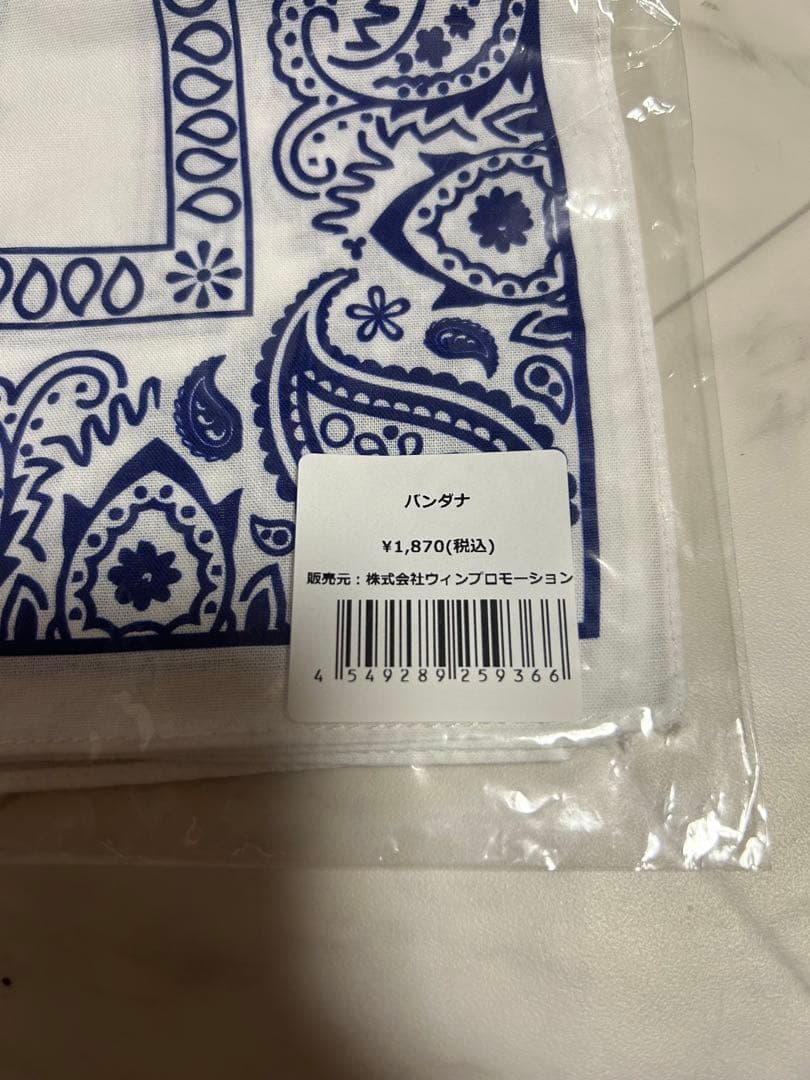 バンダナ
¥1,870(税込)
販売元：株式会社ウィンプロモーション
4 549289 259366